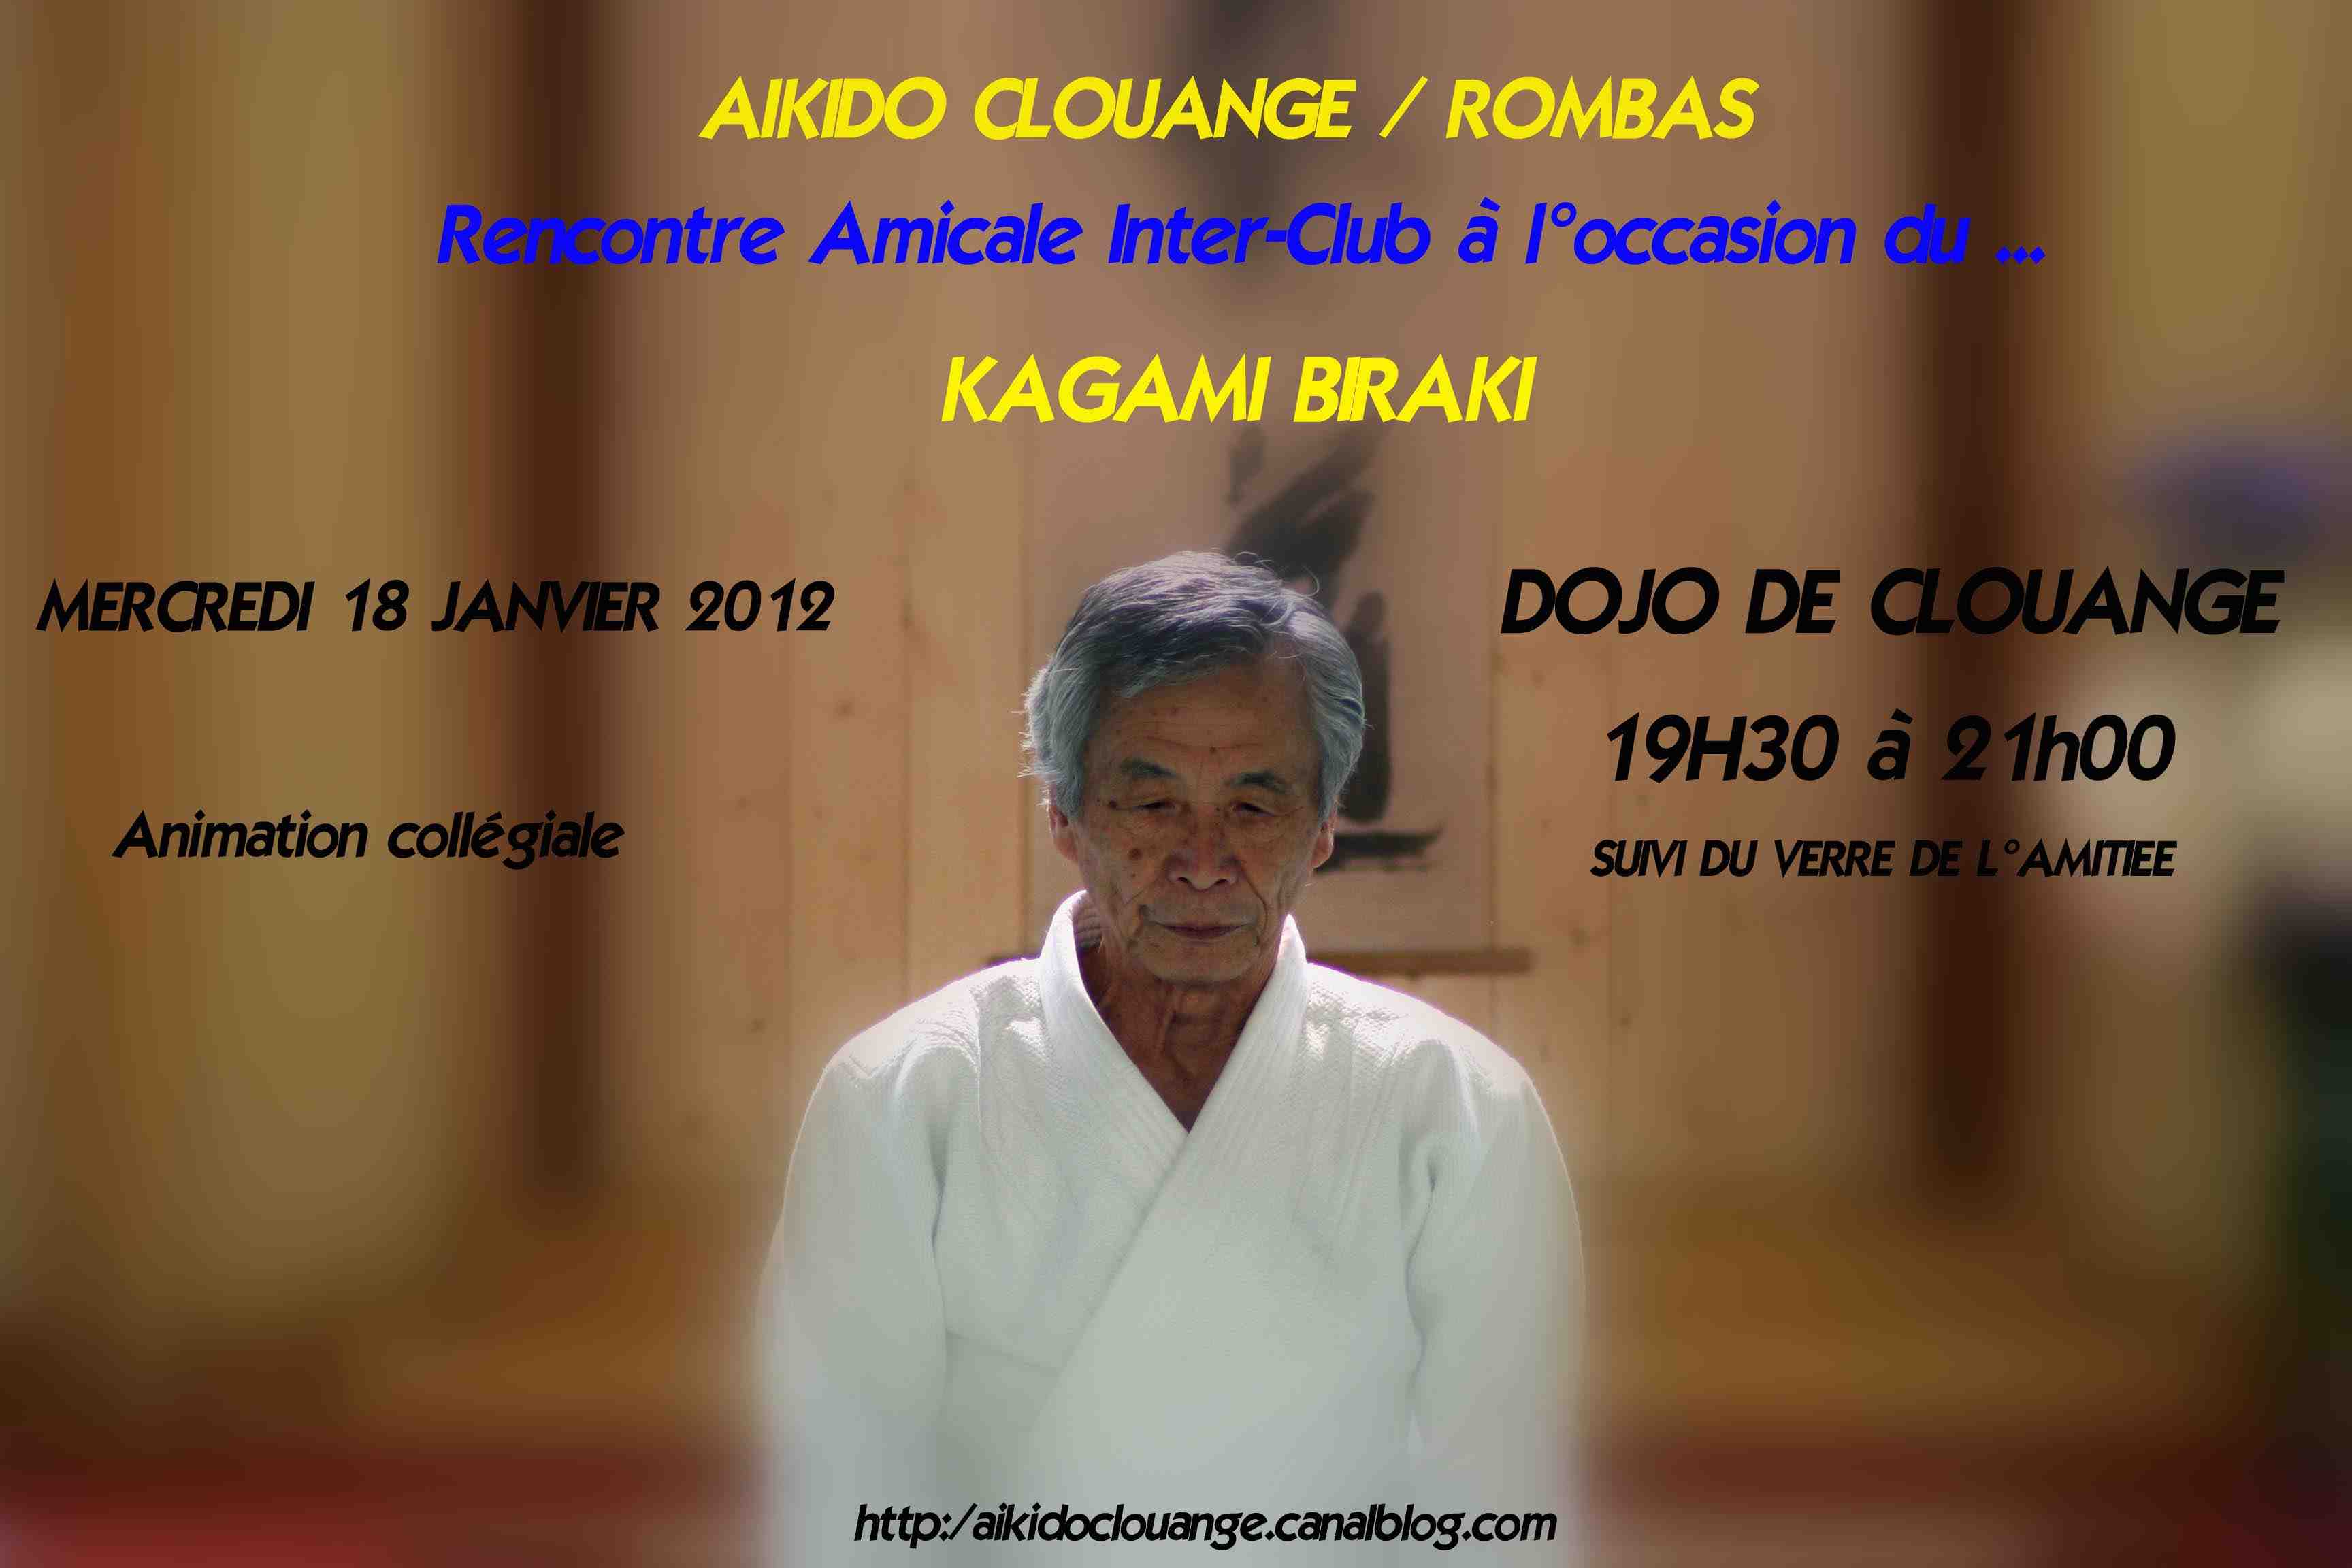 AIKIDO CLOUANGE / ROMBAS
Rencontre Amicale Inter-Club à l°occasion du ...
KAGAMI BIRAKI
MERCREDI 18 JANVIER 2012
DOJO DE CLOUANGE
19H30 à 21h00
Animation collégiale
SUIVI DU VERRE DE L°AMITIEE
http:/aikidoclouange.canalblog.com